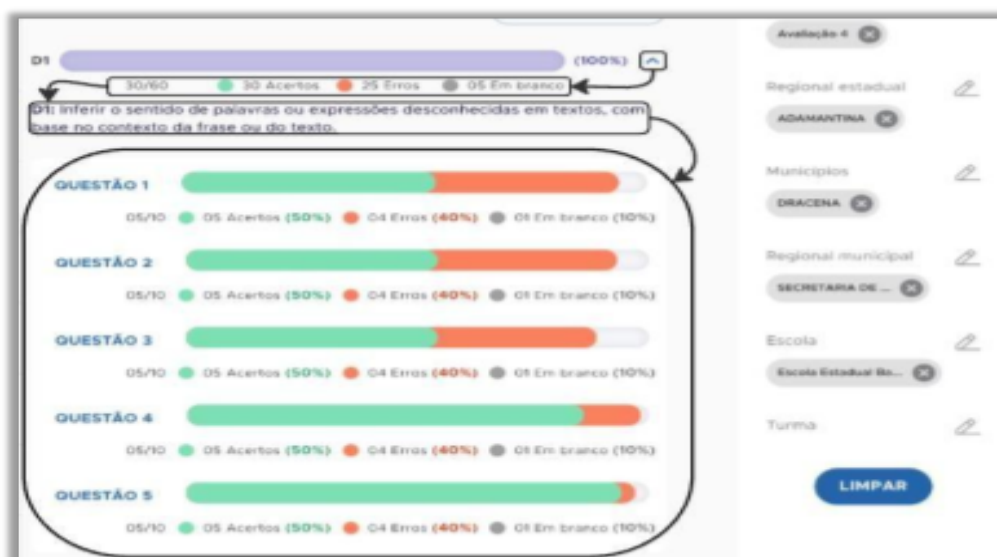 D1 (100%)
30/60 30 Acertos 25 Erros 05 Em branco
D1: Inferir o sentido de palavras ou expressões desconhecidas em textos, com
base no contexto da frase ou do texto.
QUESTÃO 1
05/10 05 Acertos (50%) 04 Erros (40%) 01 Em branco (10%)
QUESTÃO 2
05/10 05 Acertos (50%) 04 Erros (40%) 01 Em branco (10%)
QUESTÃO 3
05/10 05 Acertos (50%) 04 Erros (40%) 01 Em branco (10%)
QUESTÃO 4
05/10 05 Acertos (50%) 04 Erros (40%) 01 Em branco (10%)
QUESTÃO 5
05/10 05 Acertos (50%) 04 Erros (40%) 01 Em branco (10%)
Avaliação 4
Regional estadual
ADAMANTINA
Municípios
DRACENA
Regional municipal
SECRETARIA DE ...
Escola
Escola Estadual Bo...
Turma
LIMPAR